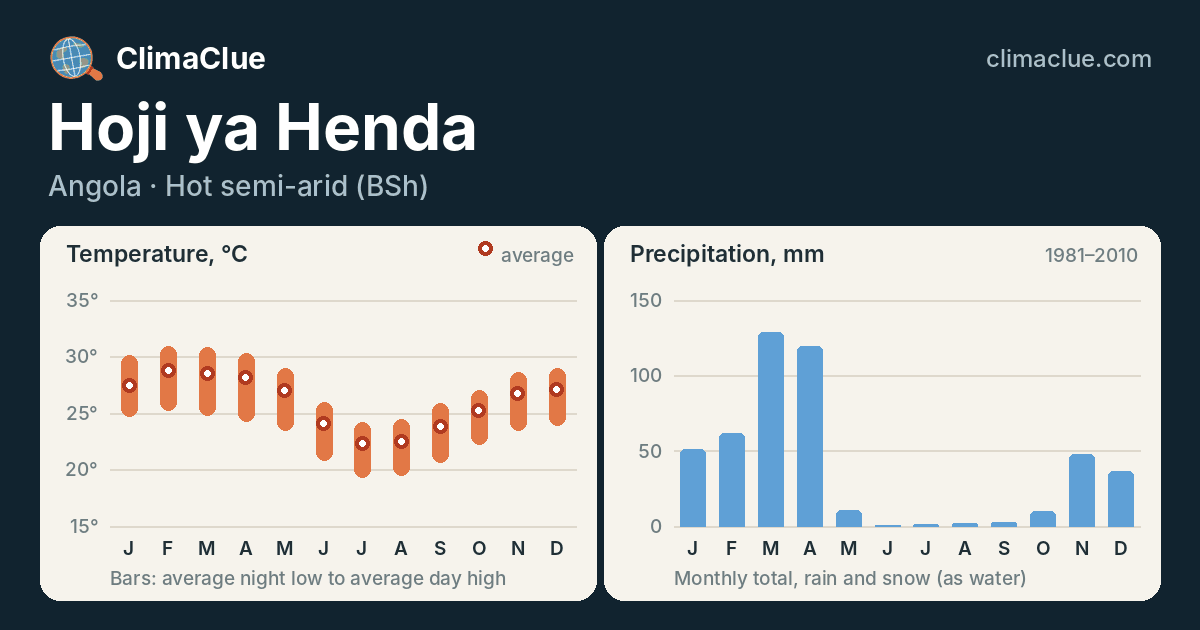 ClimaClue
climaclue.com
Hoji ya Henda
Angola · Hot semi-arid (BSh)
Temperature, °C
average
35°
30°
25°
20°
15°
J F M A M J J A S O N D
Bars: average night low to average day high
Precipitation, mm
1981–2010
150
100
50
0
J F M A M J J A S O N D
Monthly total, rain and snow (as water)